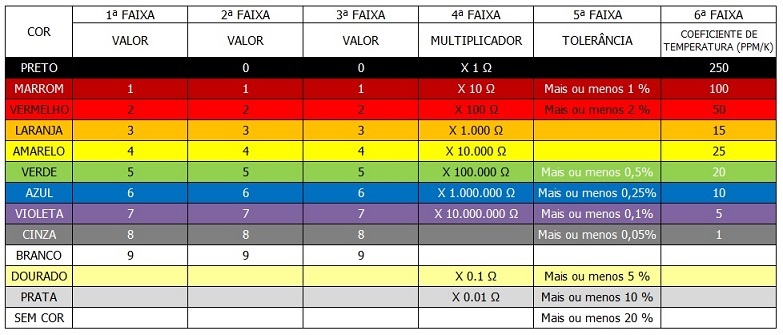 COR 1ª FAIXA 2ª FAIXA 3ª FAIXA 4ª FAIXA 5ª FAIXA 6ª FAIXA
VALOR VALOR VALOR MULTIPLICADOR TOLERÂNCIA COEFICIENTE DE
TEMPERATURA (PPM/K)
PRETO 0 0 X 1 Ω 250
MARROM 1 1 1 X 10 Ω Mais ou menos 1 % 100
VERMELHO 2 2 2 X 100 Ω Mais ou menos 2 % 50
LARANJA 3 3 3 X 1.000 Ω 15
AMARELO 4 4 4 X 10.000 Ω 25
VERDE 5 5 5 X 100.000 Ω Mais ou menos 0,5% 20
AZUL 6 6 6 X 1.000.000 Ω Mais ou menos 0,25% 10
VIOLETA 7 7 7 X 10.000.000 Ω Mais ou menos 0,1% 5
CINZA 8 8 8 Mais ou menos 0,05% 1
BRANCO 9 9 9
DOURADO X 0.1 Ω Mais ou menos 5 %
PRATA X 0.01 Ω Mais ou menos 10 %
SEM COR Mais ou menos 20 %